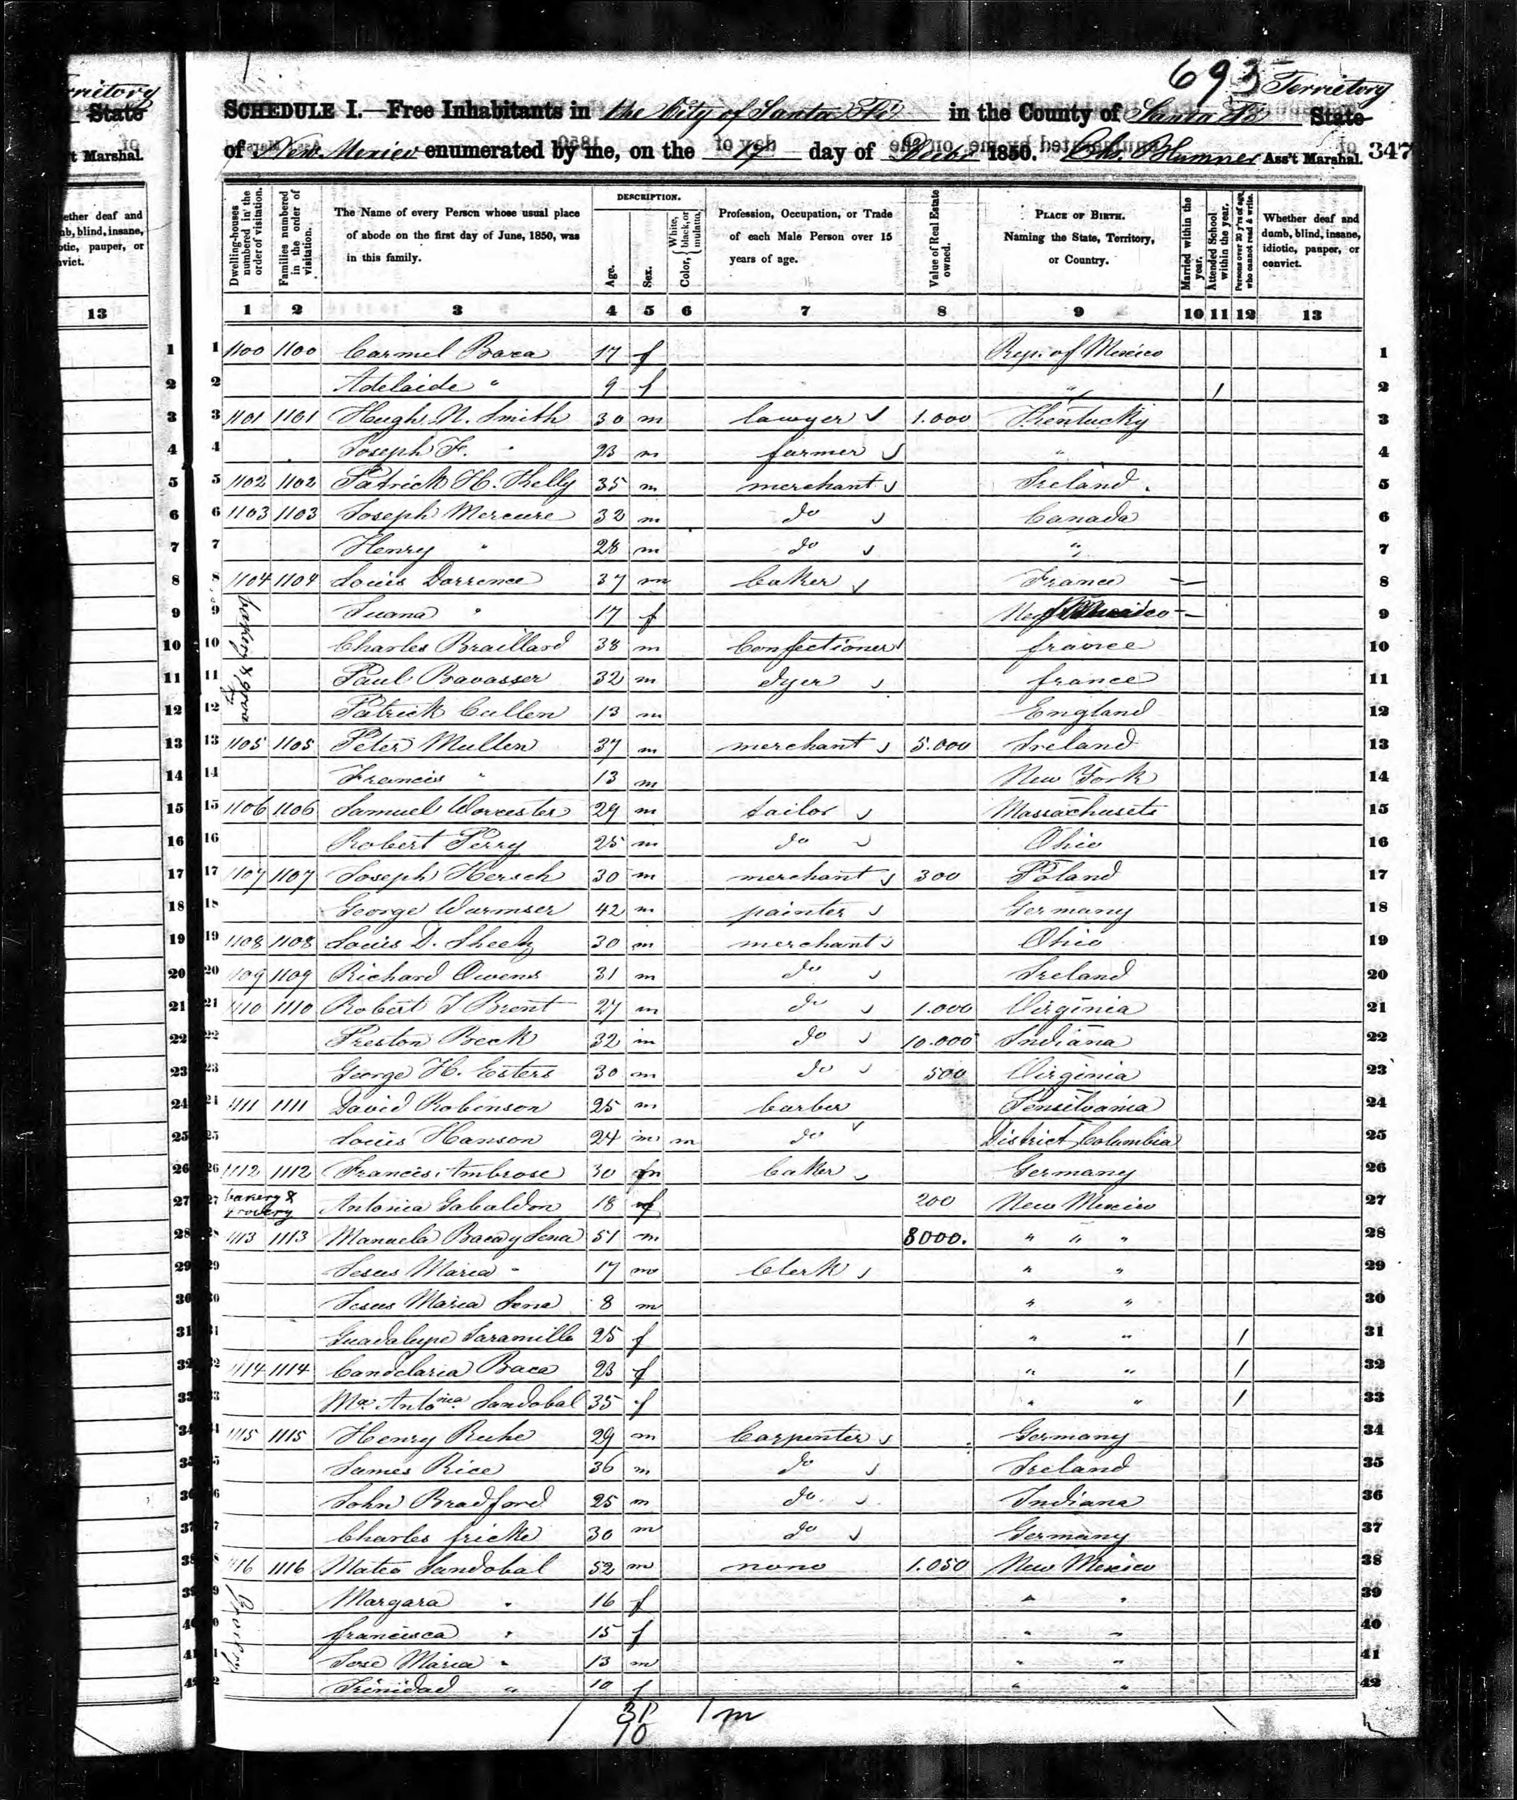 693
Territory
SCHEDULE I.—Free Inhabitants in the City of Santa Fé in the County of Santa Fé State
of New Mexico enumerated by me, on the 17 day of Decbr 1850. Chs. Blumner Ass't Marshal. 347
DESCRIPTION.
Dwelling-houses numbered in the order of visitation.
Families numbered in the order of visitation.
The Name of every Person whose usual place of abode on the first day of June, 1850, was in this family.
Age.
Sex.
Color, { White, black, or mulatto.
Profession, Occupation, or Trade of each Male Person over 15 years of age.
Value of Real Estate owned.
PLACE OF BIRTH. Naming the State, Territory, or Country.
Married within the year.
Attended School within the year.
Persons over 20 y'rs of age who cannot read & write.
Whether deaf and dumb, blind, insane, idiotic, pauper, or convict.
1 2 3 4 5 6 7 8 9 10 11 12 13
1 1100 1100 Carmel Baca 17 f Rep. of Mexico 1
2 Adelaide " 9 f " " 1 2
3 1101 1101 Hugh N. Smith 30 m lawyer 1.000 Kentucky 3
4 Joseph F. " 23 m farmer " 4
5 1102 1102 Patrick H. Kelly 35 m merchant Ireland. 5
6 1103 1103 Joseph Mercure 32 m do Canada 6
7 Henry " 28 m do " 7
8 1104 1104 Louis Dorrence 37 m baker France 8
9 Juana " 17 f New Mexico 9
10 Charles Braillard 38 m Confectioner france 10
11 Paul Bavasser 32 m dyer france 11
12 Patrick Cullen 13 m England 12
13 1105 1105 Peter Mullen 37 m merchant 5.000 Ireland 13
14 Francis " 13 m New York 14
15 1106 1106 Samuel Worcester 29 m tailor Massachusets 15
16 Robert Perry 25 m do Ohio 16
17 1107 1107 Joseph Hersch 30 m merchant 300 Poland 17
18 George Wurmser 42 m painter Germany 18
19 1108 1108 Louis D. Sheetz 30 m merchant Ohio 19
20 1109 1109 Richard Owens 31 m do Ireland 20
21 1110 1110 Robert T Brent 27 m do 1.000 Virginia 21
22 Preston Beck 32 m do 10.000 Indiana 22
23 George H. Esters 30 m do 500 Virginia 23
24 1111 1111 David Robinson 25 m barber Pensilvania 24
25 Louis Hanson 24 m m do District Columbia 25
26 1112 1112 Francis Ambrose 30 m baker Germany 26
27 bakery & grocery Antonia Gabaldon 18 f 200 New Mexico 27
28 1113 1113 Manuela Baca y Sena 51 m 8000. " " " 28
29 Jesus Maria " 17 m Clerk " " 29
30 Jesus Maria Sena 8 m " " 30
31 Guadalupe Jaramillo 25 f " " 1 31
32 1114 1114 Candelaria Baca 23 f " " 1 32
33 Ma. Antonia Sandobal 35 f " " 1 33
34 1115 1115 Henry Ruhe 29 m Carpenter Germany 34
35 James Rice 36 m do Ireland 35
36 John Bradford 25 m do. Indiana 36
37 Charles fricke 30 m do Germany 37
38 1116 1116 Mateo Sandobal 52 m none 1.050 New Mexico 38
39 Margara " 16 f " " 39
40 francisca " 15 f " " 40
41 Jose Maria " 13 m " " 41
42 Trinidad " 10 f " " 42
1 m